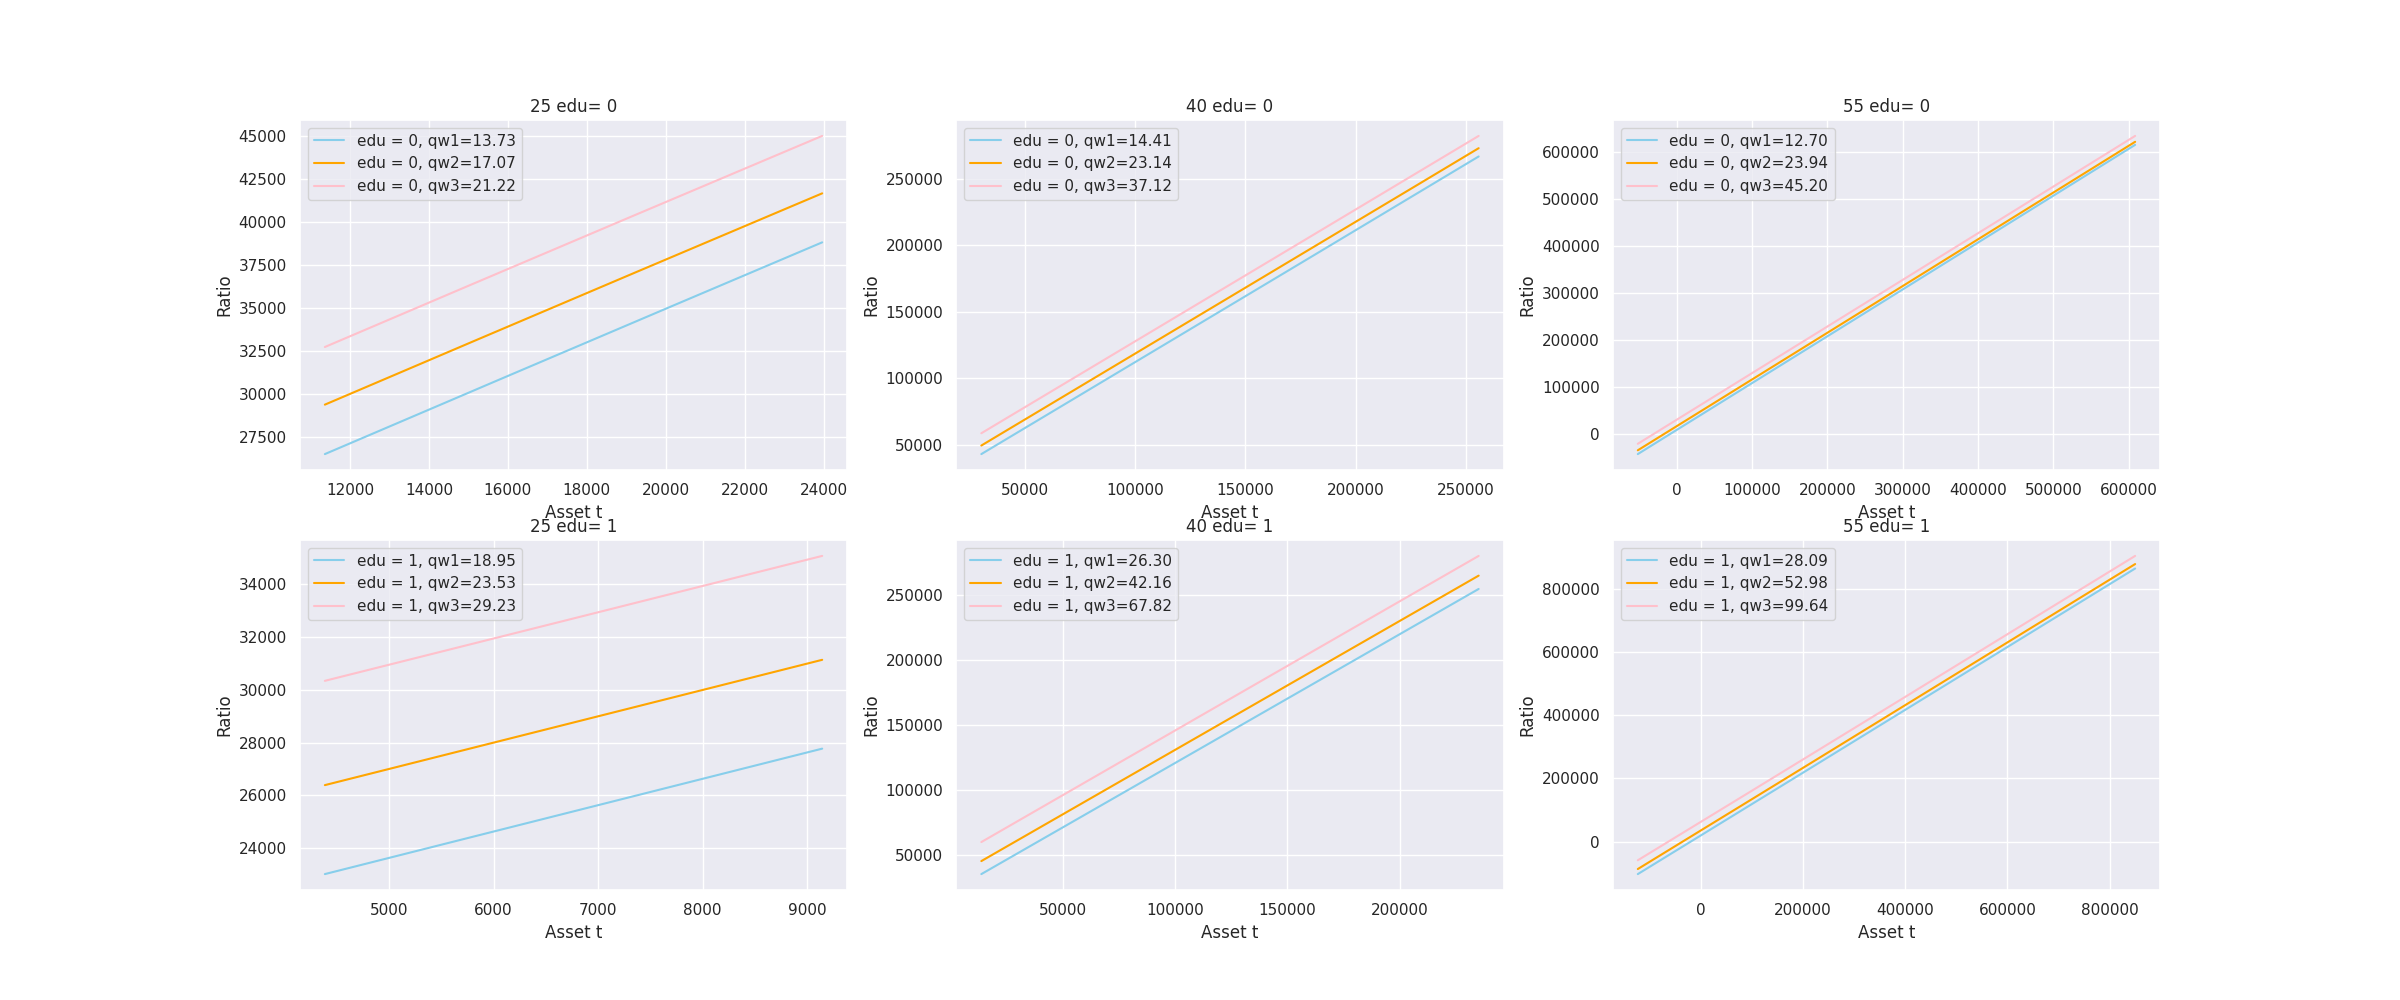 25 edu= 0
edu = 0, qw1=13.73
edu = 0, qw2=17.07
edu = 0, qw3=21.22
45000
42500
40000
37500
35000
32500
30000
27500
Ratio
12000 14000 16000 18000 20000 22000 24000
Asset t
40 edu= 0
edu = 0, qw1=14.41
edu = 0, qw2=23.14
edu = 0, qw3=37.12
250000
200000
150000
100000
50000
Ratio
50000 100000 150000 200000 250000
Asset t
55 edu= 0
edu = 0, qw1=12.70
edu = 0, qw2=23.94
edu = 0, qw3=45.20
600000
500000
400000
300000
200000
100000
0
Ratio
0 100000 200000 300000 400000 500000 600000
Asset t
25 edu= 1
edu = 1, qw1=18.95
edu = 1, qw2=23.53
edu = 1, qw3=29.23
34000
32000
30000
28000
26000
24000
Ratio
5000 6000 7000 8000 9000
Asset t
40 edu= 1
edu = 1, qw1=26.30
edu = 1, qw2=42.16
edu = 1, qw3=67.82
250000
200000
150000
100000
50000
Ratio
50000 100000 150000 200000
Asset t
55 edu= 1
edu = 1, qw1=28.09
edu = 1, qw2=52.98
edu = 1, qw3=99.64
800000
600000
400000
200000
0
Ratio
0 200000 400000 600000 800000
Asset t